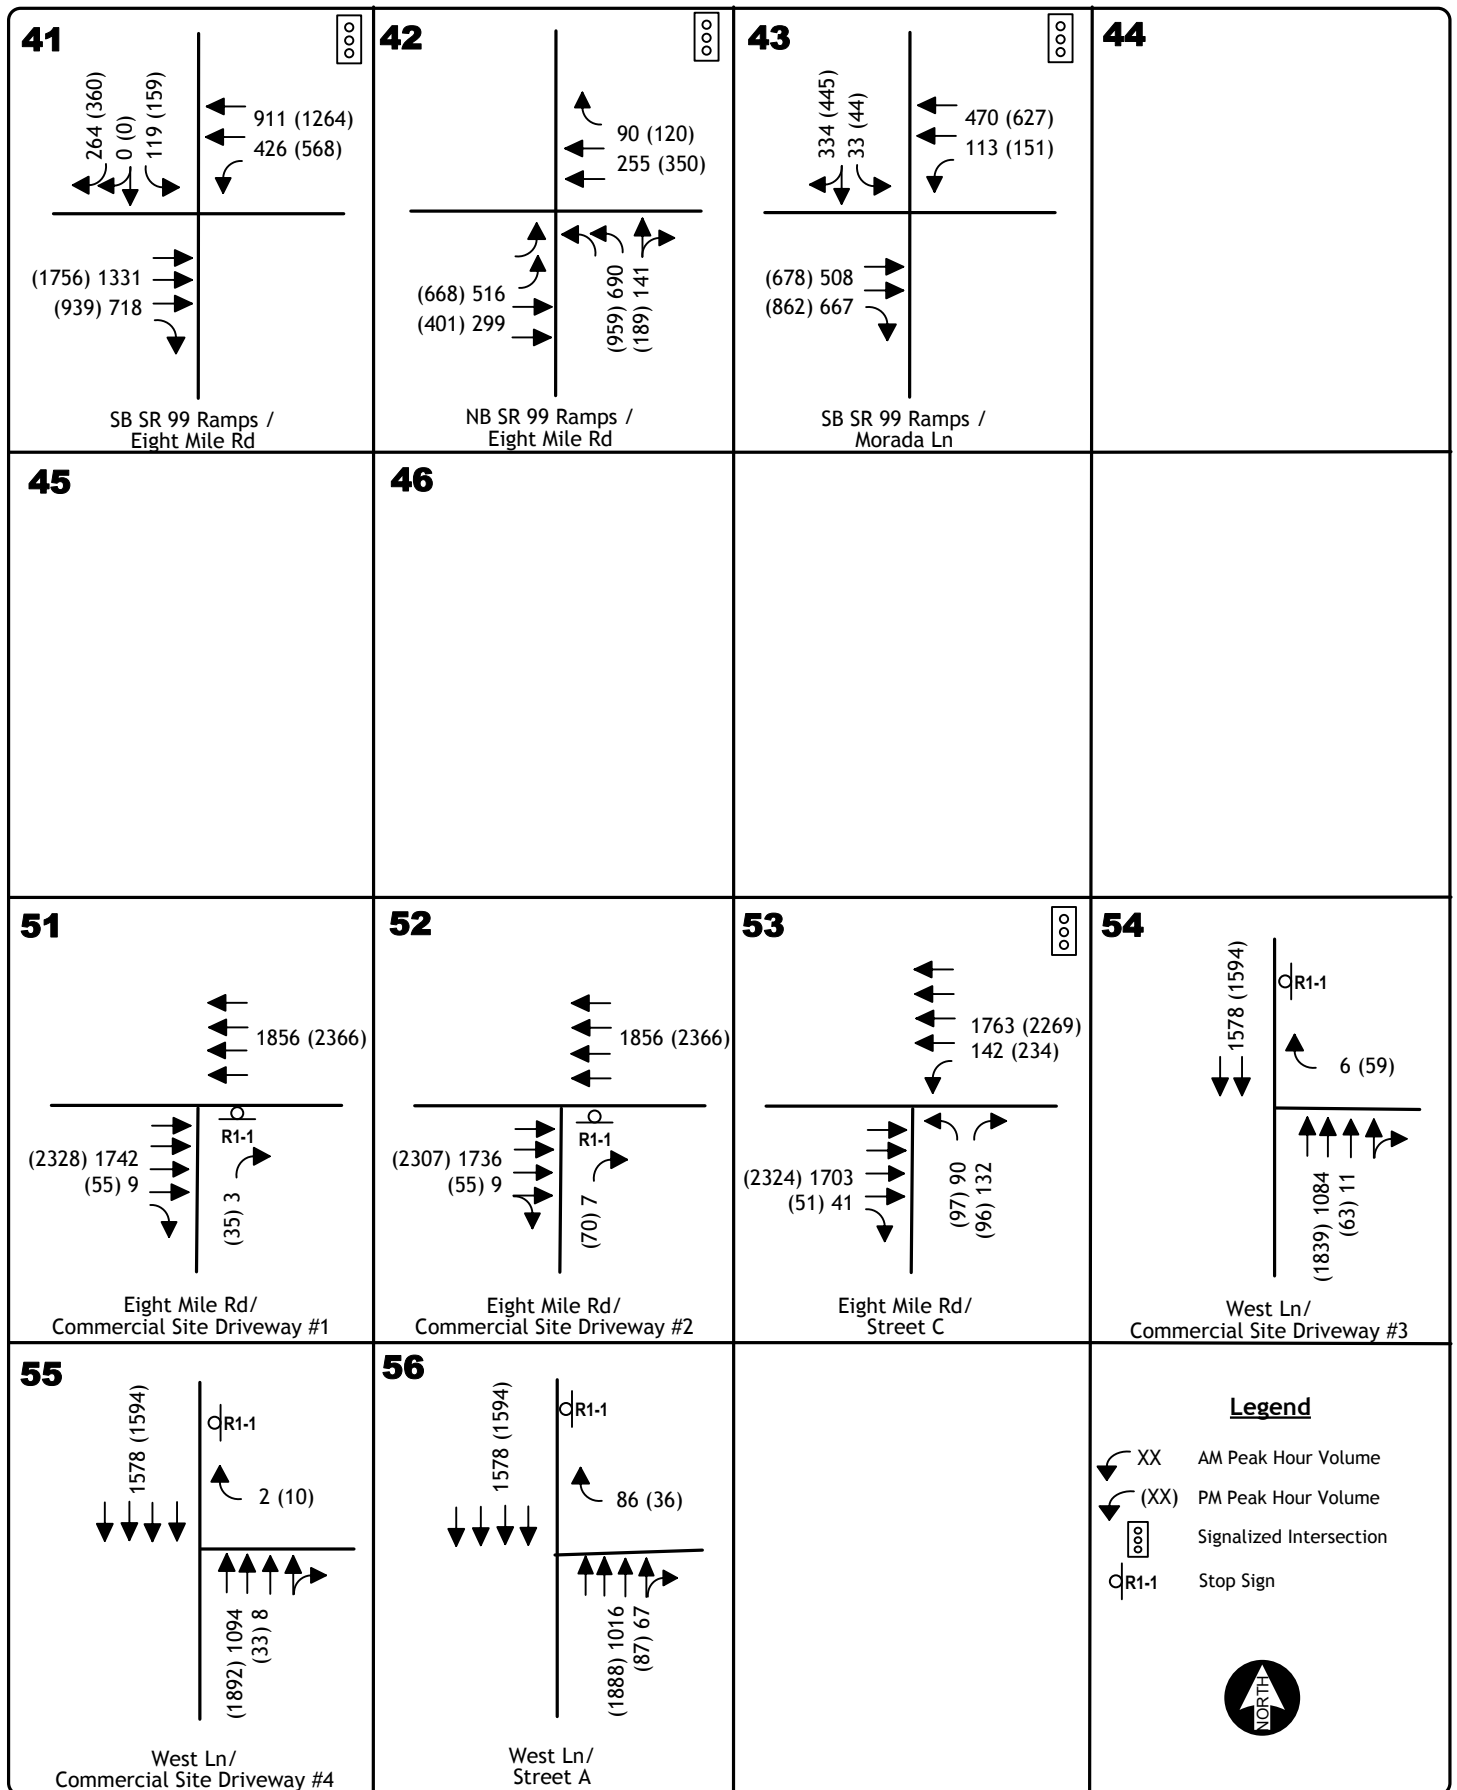 41
264 (360)
0 (0)
119 (159)
911 (1264)
426 (568)
(1756) 1331
(939) 718
SB SR 99 Ramps /
Eight Mile Rd
42
90 (120)
255 (350)
(668) 516
(401) 299
(959) 690
(189) 141
NB SR 99 Ramps /
Eight Mile Rd
43
334 (445)
33 (44)
470 (627)
113 (151)
(678) 508
(862) 667
SB SR 99 Ramps /
Morada Ln
44
45
46
51
1856 (2366)
(2328) 1742
(55) 9
R1-1
(35) 3
Eight Mile Rd/
Commercial Site Driveway #1
52
1856 (2366)
(2307) 1736
(55) 9
R1-1
(70) 7
Eight Mile Rd/
Commercial Site Driveway #2
53
1763 (2269)
142 (234)
(2324) 1703
(51) 41
(97) 90
(96) 132
Eight Mile Rd/
Street C
54
1578 (1594)
R1-1
6 (59)
(1839) 1084
(63) 11
West Ln/
Commercial Site Driveway #3
55
1578 (1594)
R1-1
2 (10)
(1892) 1094
(33) 8
West Ln/
Commercial Site Driveway #4
56
1578 (1594)
R1-1
86 (36)
(1888) 1016
(87) 67
West Ln/
Street A
Legend
XX AM Peak Hour Volume
(XX) PM Peak Hour Volume
Signalized Intersection
R1-1 Stop Sign
NORTH